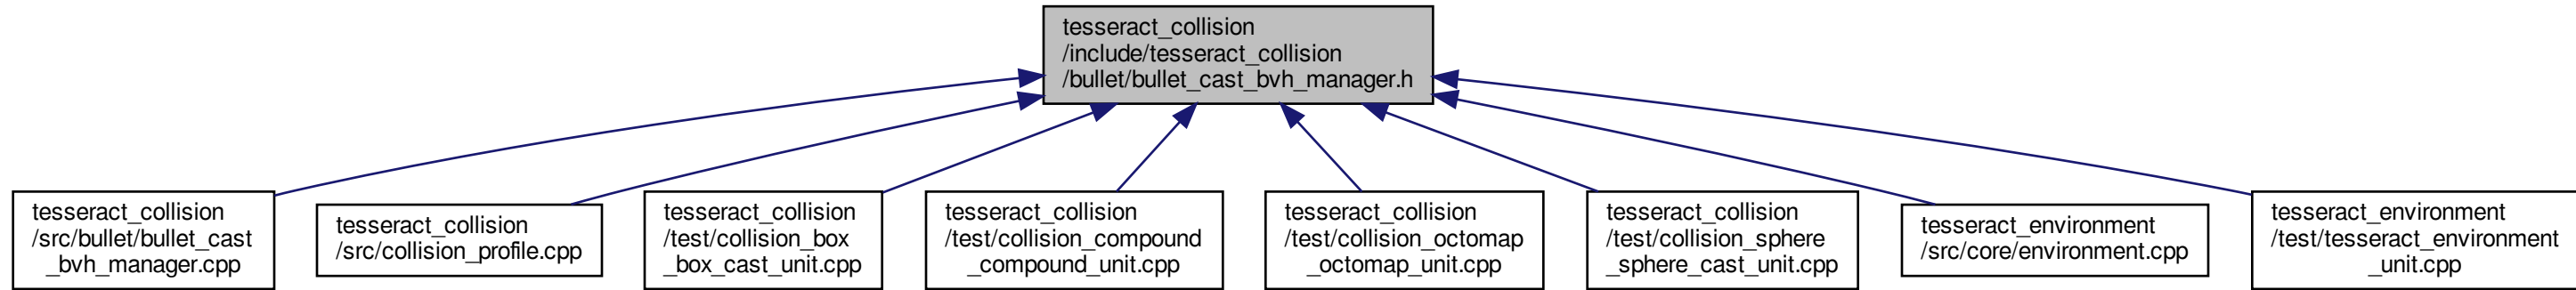 tesseract_collision
/include/tesseract_collision
/bullet/bullet_cast_bvh_manager.h
tesseract_collision
/src/bullet/bullet_cast
_bvh_manager.cpp
tesseract_collision
/src/collision_profile.cpp
tesseract_collision
/test/collision_box
_box_cast_unit.cpp
tesseract_collision
/test/collision_compound
_compound_unit.cpp
tesseract_collision
/test/collision_octomap
_octomap_unit.cpp
tesseract_collision
/test/collision_sphere
_sphere_cast_unit.cpp
tesseract_environment
/src/core/environment.cpp
tesseract_environment
/test/tesseract_environment
_unit.cpp